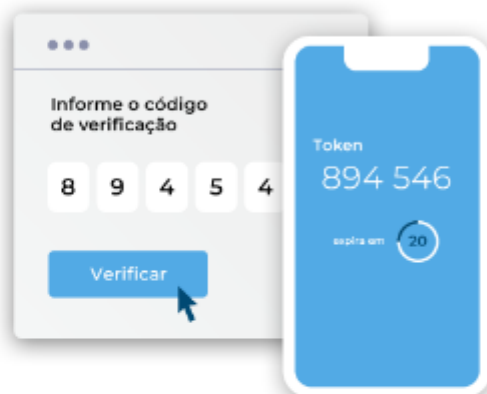 Informe o código
de verificação
8 9 4 5 4
Verificar
Token
894 546
expira em 20